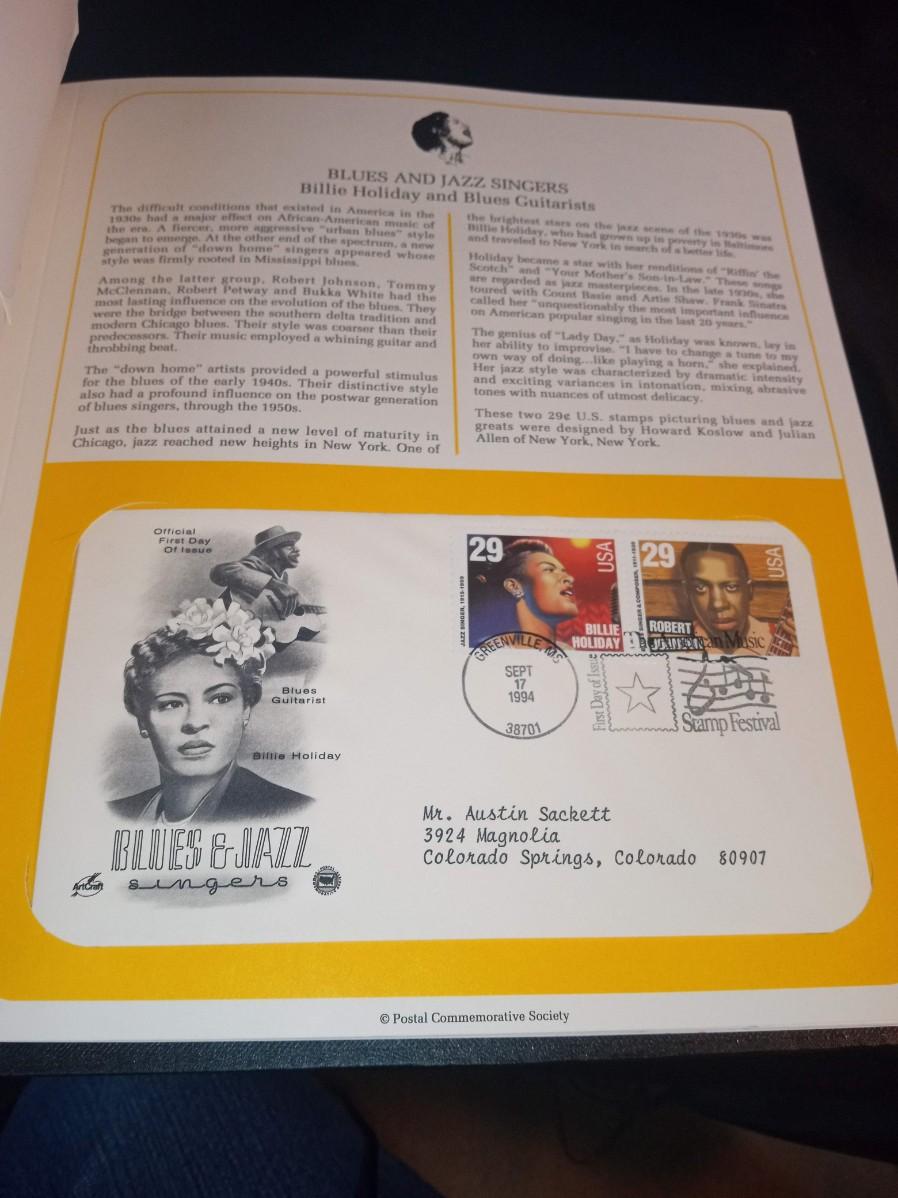 BLUES AND JAZZ SINGERS
Billie Holiday and Blues Guitarists
The difficult conditions that existed in America in the
1930s had a major effect on African-American music of
the era. A fiercer, more aggressive "urban blues" style
began to emerge. At the other end of the spectrum, a new
generation of "down home" singers appeared whose
style was firmly rooted in Mississippi blues.
Among the latter group, Robert Johnson, Tommy
McClennan, Robert Petway and Bukka White had the
most lasting influence on the evolution of the blues. They
were the bridge between the southern delta tradition and
modern Chicago blues. Their style was coarser than their
predecessors. Their music employed a whining guitar and
throbbing beat.
The "down home" artists provided a powerful stimulus
for the blues of the early 1940s. Their distinctive style
also had a profound influence on the postwar generation
of blues singers, through the 1950s.
Just as the blues attained a new level of maturity in
Chicago, jazz reached new heights in New York. One of
the brightest stars on the jazz scene of the 1930s was
Billie Holiday, who had grown up in poverty in Baltimore
and traveled to New York in search of a better life.
Holiday became a star with her renditions of "Riffin' the
Scotch" and "Your Mother's Son-in-Law." These songs
are regarded as jazz masterpieces. In the late 1930s, she
toured with Count Basie and Artie Shaw. Frank Sinatra
called her "unquestionably the most important influence
on American popular singing in the last 20 years."
The genius of "Lady Day," as Holiday was known, lay in
her ability to improvise. "I have to change a tune to my
own way of doing...like playing a horn," she explained.
Her jazz style was characterized by dramatic intensity
and exciting variances in intonation, mixing abrasive
tones with nuances of utmost delicacy.
These two 29¢ U.S. stamps picturing blues and jazz
greats were designed by Howard Koslow and Julian
Allen of New York, New York.
Official
First Day
Of Issue
Blues
Guitarist
Billie Holiday
BLUES & JAZZ
singers
ArtCraft
29
USA
JAZZ SINGER, 1915-1959
BILLIE
HOLIDAY
29
USA
SINGER & COMPOSER, 1911-1938
ROBERT
GREENVILLE, MS
SEPT
17
1994
38701
First Day of Issue
American Music
Stamp Festival
Mr. Austin Sackett
3924 Magnolia
Colorado Springs, Colorado 80907
© Postal Commemorative Society